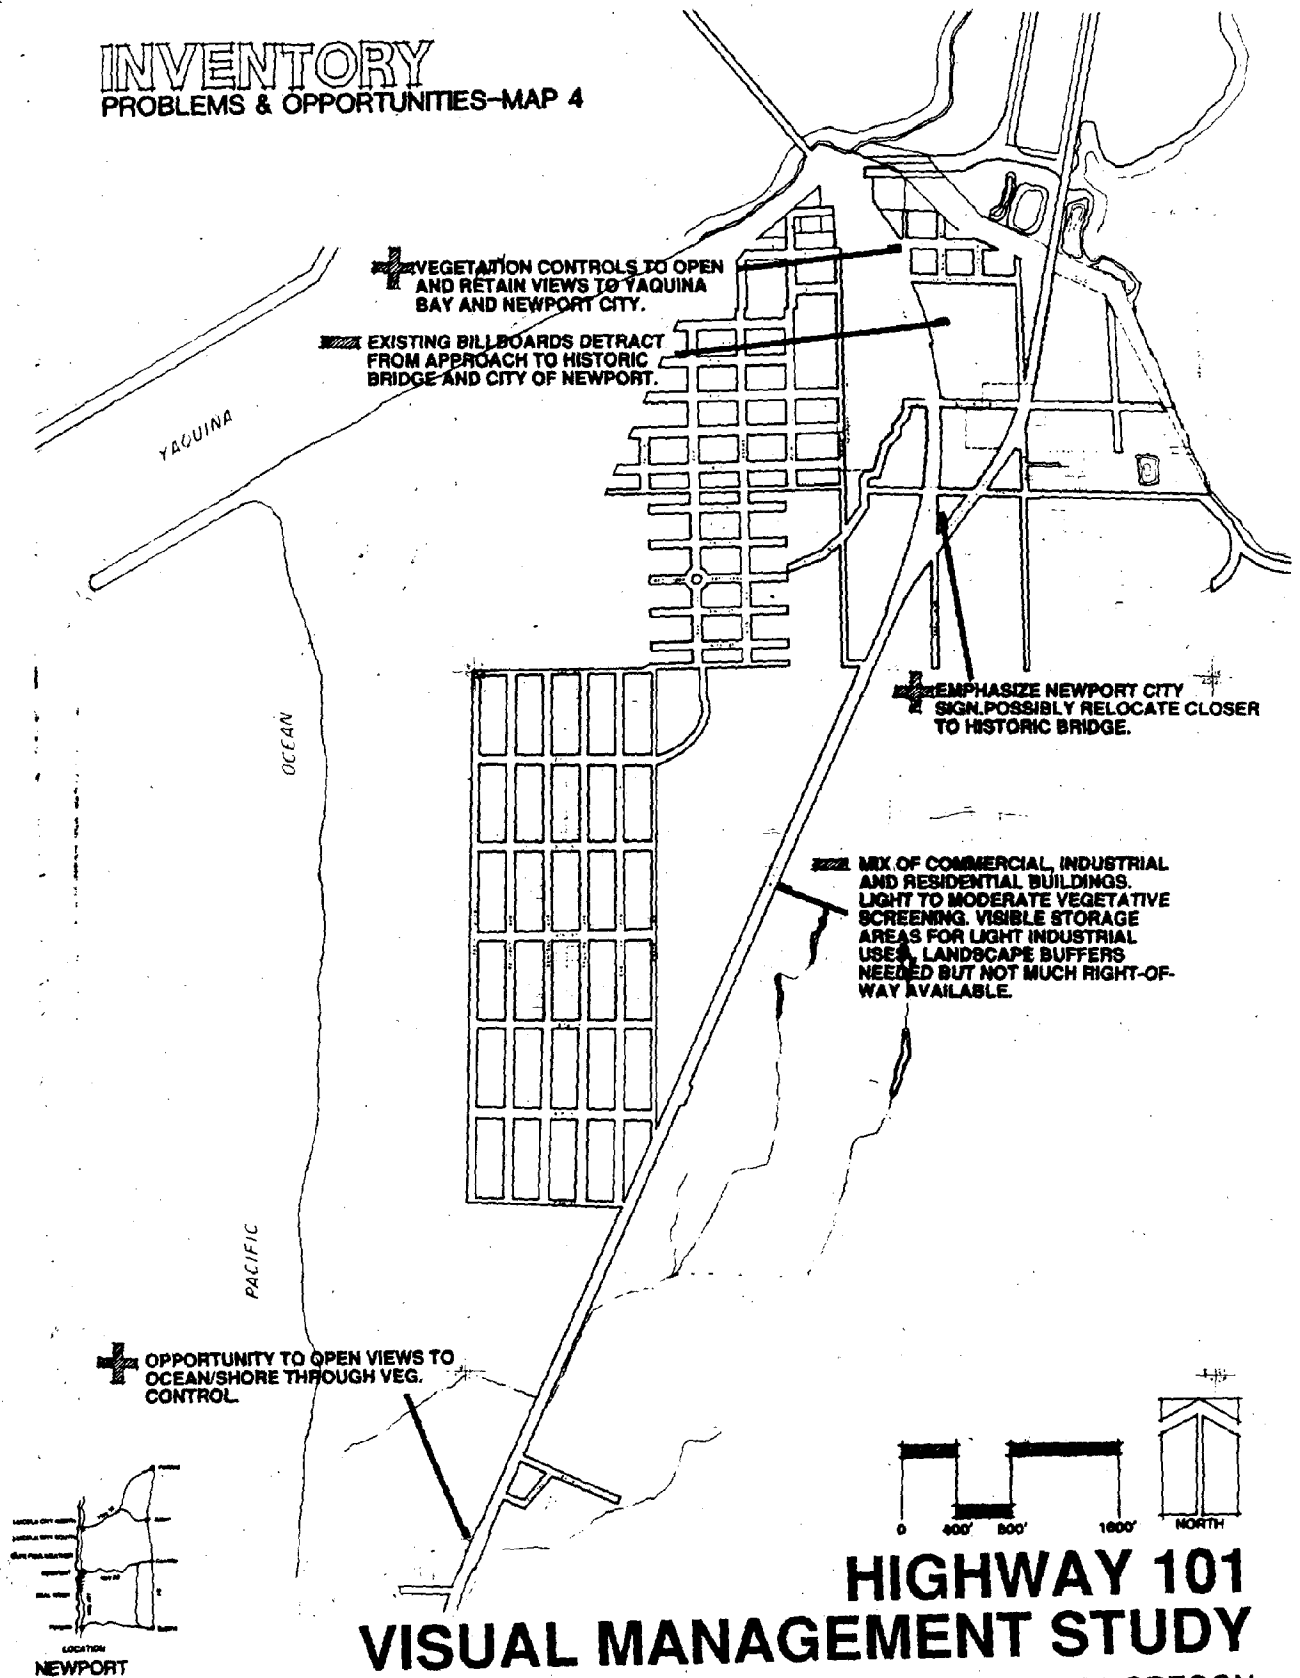 INVENTORY
PROBLEMS & OPPORTUNITIES-MAP 4
VEGETATION CONTROLS TO OPEN
AND RETAIN VIEWS TO YAQUINA
BAY AND NEWPORT CITY.
EXISTING BILLBOARDS DETRACT
FROM APPROACH TO HISTORIC
BRIDGE AND CITY OF NEWPORT.
YAQUINA
OCEAN
EMPHASIZE NEWPORT CITY
SIGN.POSSIBLY RELOCATE CLOSER
TO HISTORIC BRIDGE.
MIX OF COMMERCIAL, INDUSTRIAL
AND RESIDENTIAL BUILDINGS.
LIGHT TO MODERATE VEGETATIVE
SCREENING. VISIBLE STORAGE
AREAS FOR LIGHT INDUSTRIAL
USES, LANDSCAPE BUFFERS
NEEDED BUT NOT MUCH RIGHT-OF-
WAY AVAILABLE.
PACIFIC
OPPORTUNITY TO OPEN VIEWS TO
OCEAN/SHORE THROUGH VEG.
CONTROL.
0 400' 800' 1600'
NORTH
LOCATION
NEWPORT
HIGHWAY 101
VISUAL MANAGEMENT STUDY